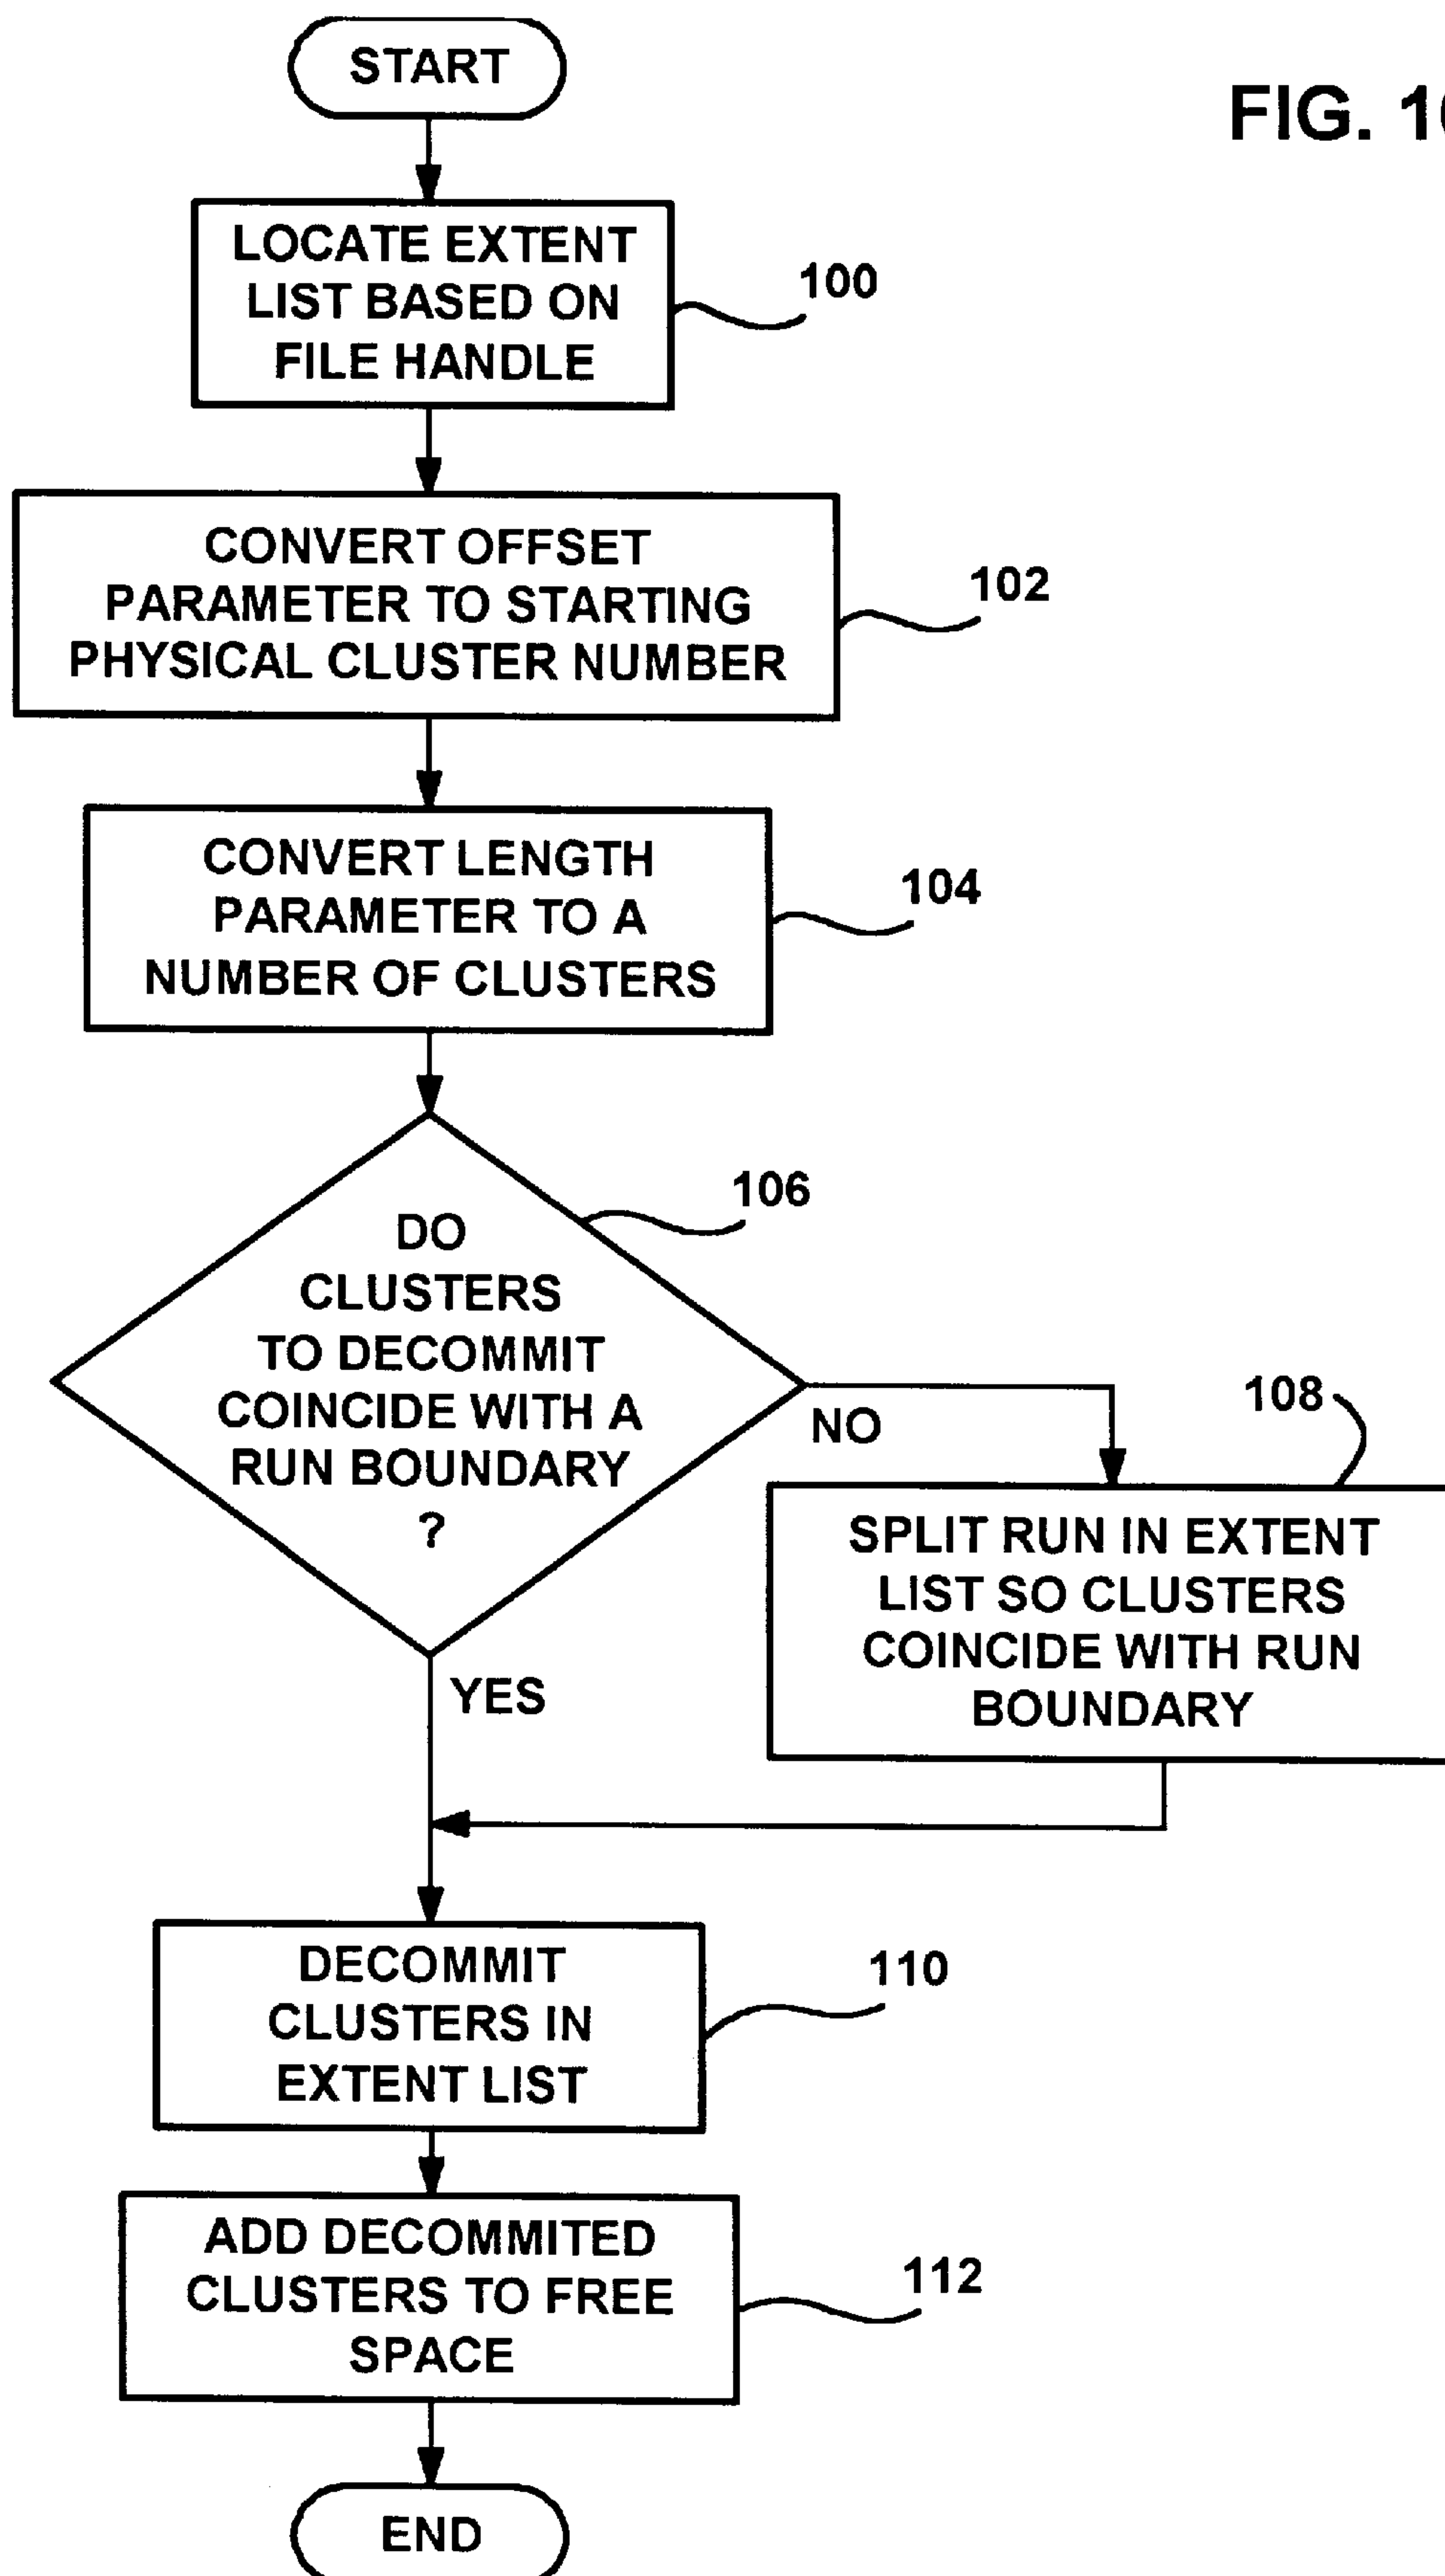 START
FIG. 10
LOCATE EXTENT
LIST BASED ON
FILE HANDLE
100
CONVERT OFFSET
PARAMETER TO STARTING
PHYSICAL CLUSTER NUMBER
102
CONVERT LENGTH
PARAMETER TO A
NUMBER OF CLUSTERS
104
DO
CLUSTERS
TO DECOMMIT
COINCIDE WITH A
RUN BOUNDARY
?
106
NO
108
SPLIT RUN IN EXTENT
LIST SO CLUSTERS
COINCIDE WITH RUN
BOUNDARY
YES
DECOMMIT
CLUSTERS IN
EXTENT LIST
110
ADD DECOMMITED
CLUSTERS TO FREE
SPACE
112
END